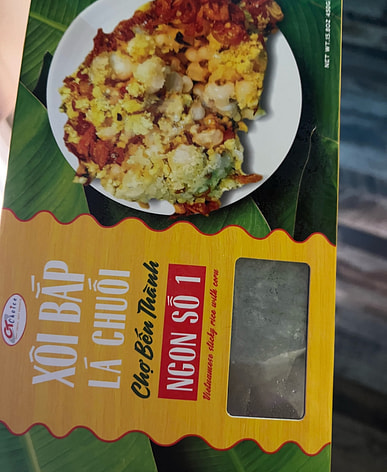 Choice
XÔI BẮP
LÁ CHUỐI
Chợ Bến Thành
NGON SỐ 1
Vietnamese sticky rice with corn
NET WT.15.8OZ 450G